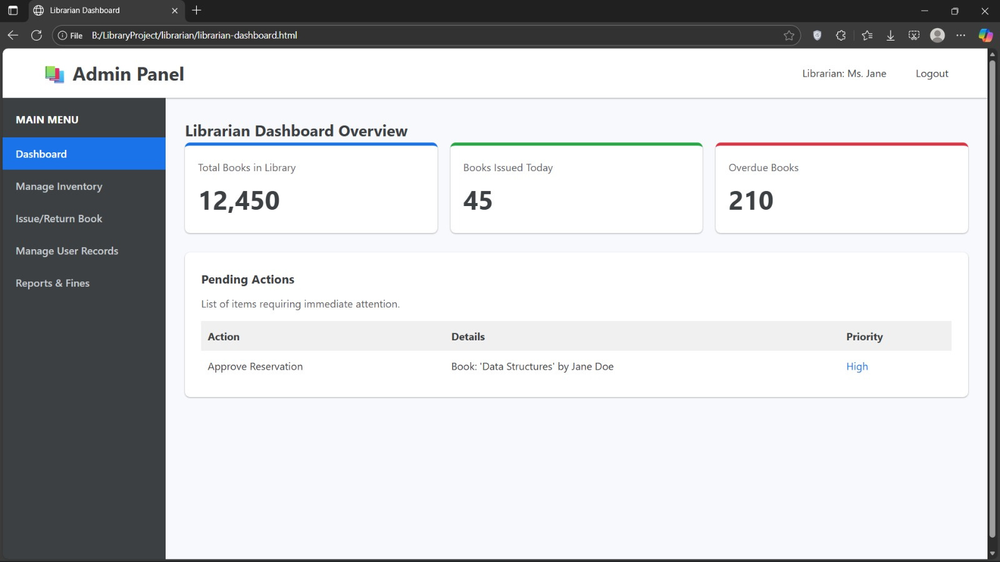 Librarian Dashboard
File B:/LibraryProject/librarian/librarian-dashboard.html
Admin Panel
Librarian: Ms. Jane Logout
MAIN MENU
Dashboard
Manage Inventory
Issue/Return Book
Manage User Records
Reports & Fines
Librarian Dashboard Overview
Total Books in Library
12,450
Books Issued Today
45
Overdue Books
210
Pending Actions
List of items requiring immediate attention.
Action Details Priority
Approve Reservation Book: 'Data Structures' by Jane Doe High